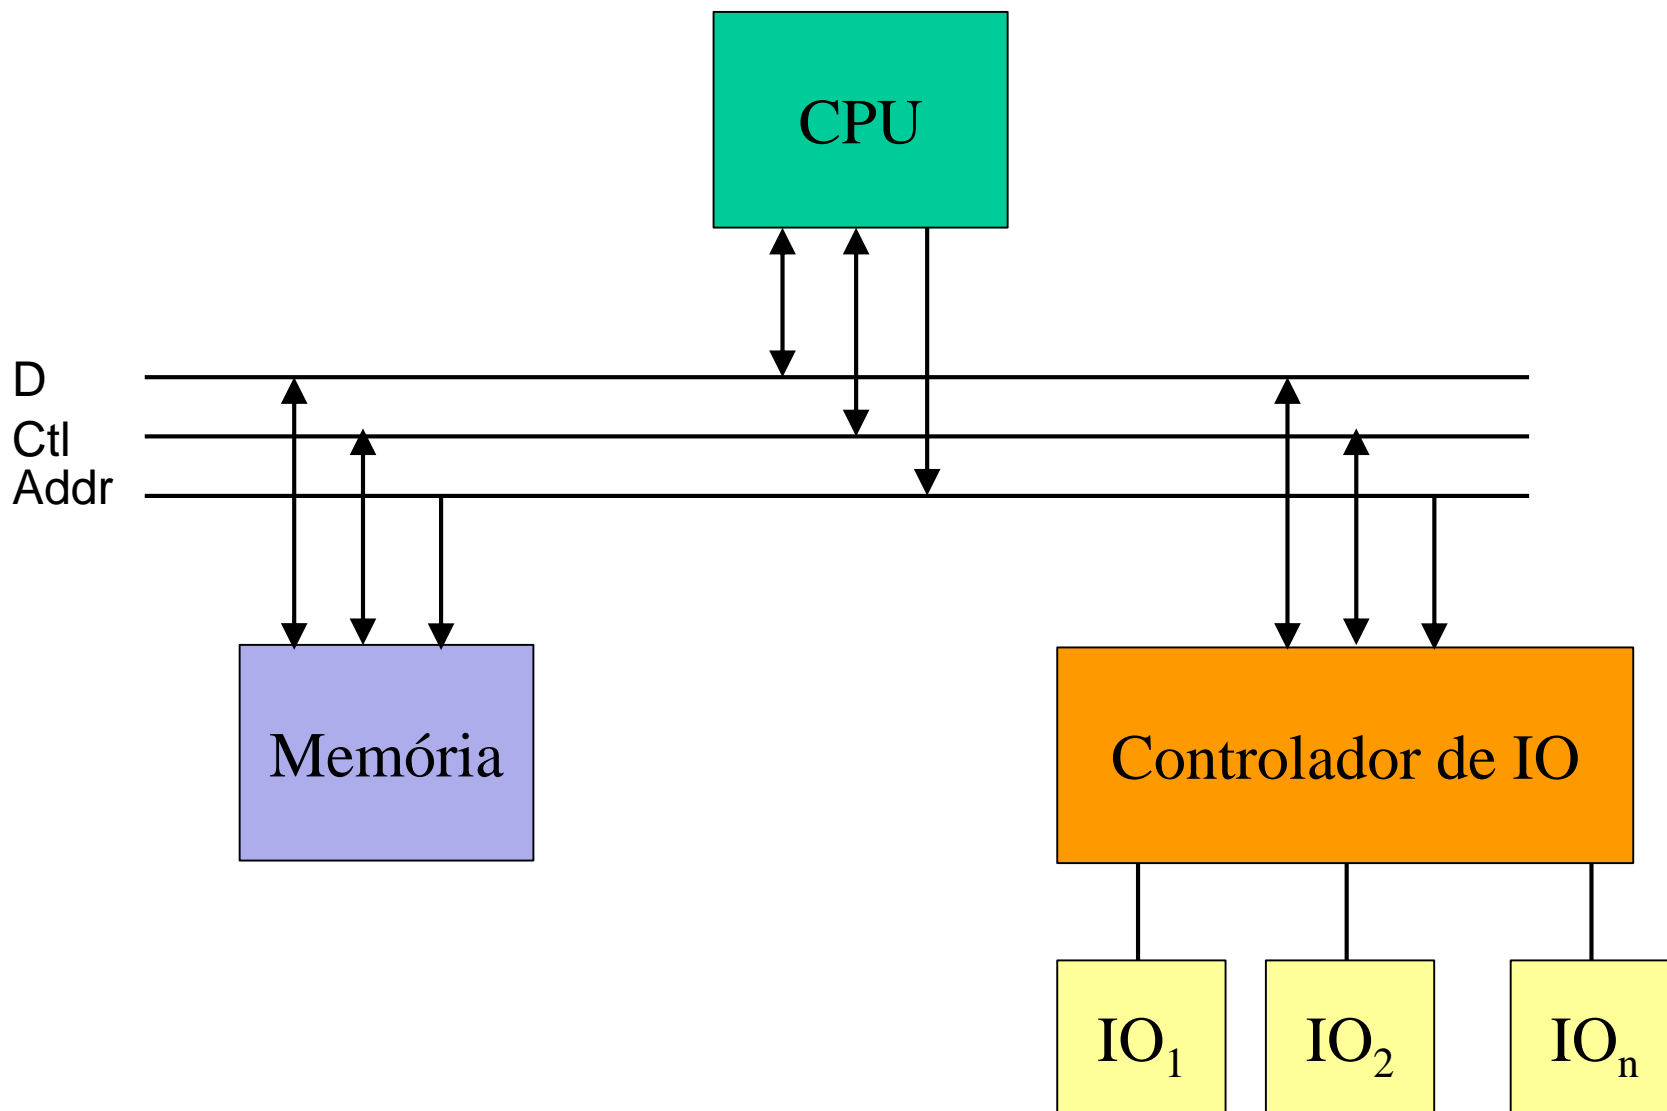 CPU
D
Ctl
Addr
Memória
Controlador de IO
IO₁
IO₂
IOₙ